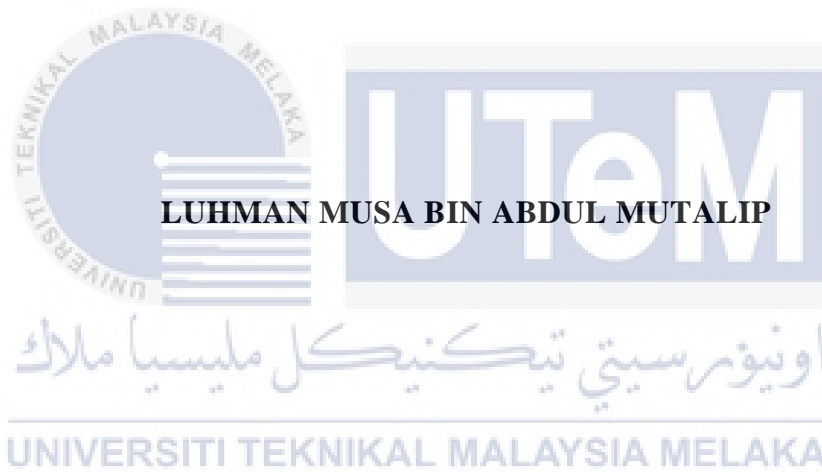 UNIVERSITI TEKNIKAL MALAYSIA MELAKA
UTeM
LUHMAN MUSA BIN ABDUL MUTALIP
اونيۏرسيتي تيكنيكل مليسيا ملاك
UNIVERSITI TEKNIKAL MALAYSIA MELAKA